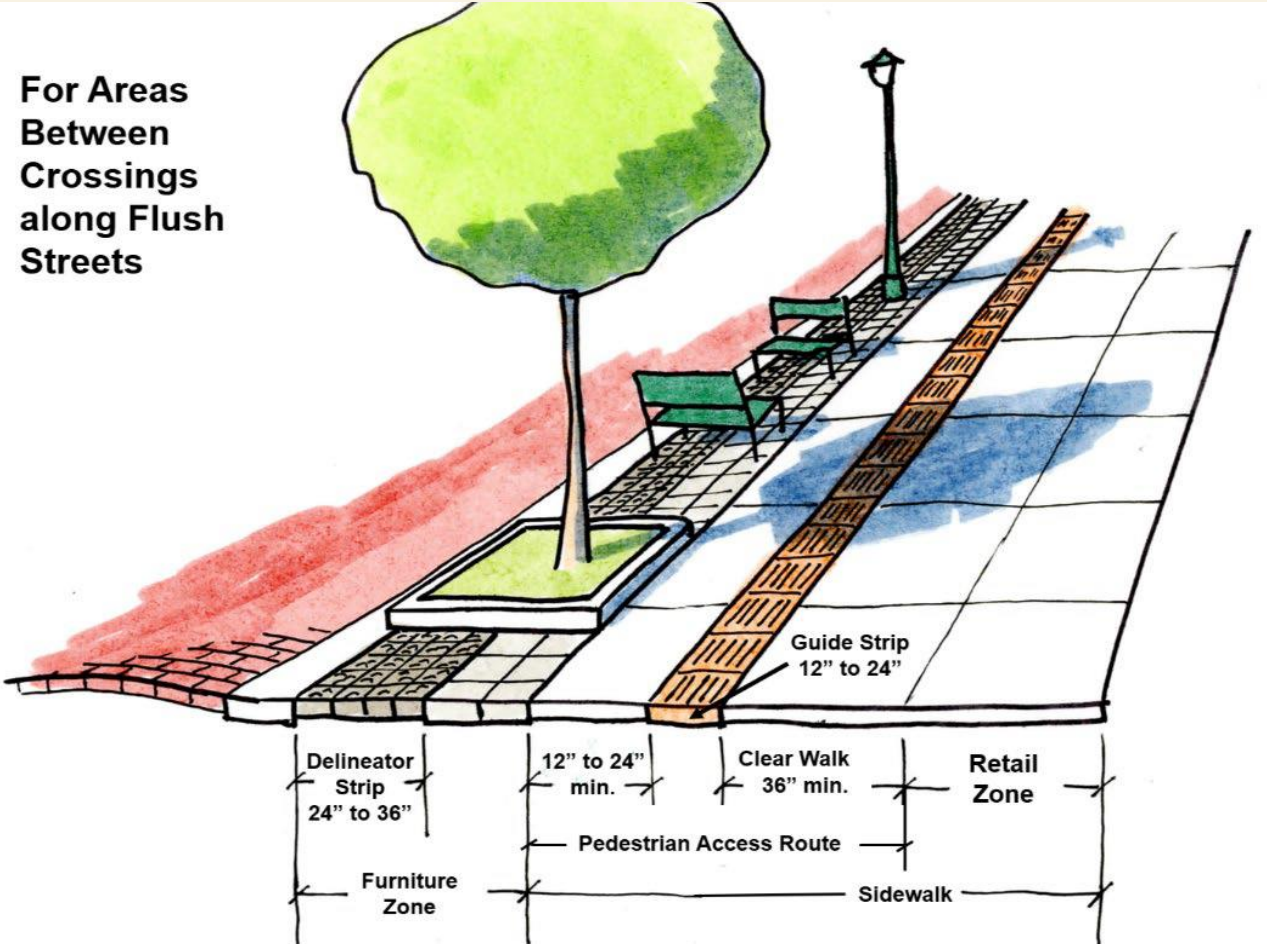 For Areas
Between
Crossings
along Flush
Streets
Guide Strip
12” to 24”
Delineator
Strip
24” to 36”
12” to 24”
min.
Clear Walk
36” min.
Retail
Zone
Pedestrian Access Route
Furniture
Zone
Sidewalk